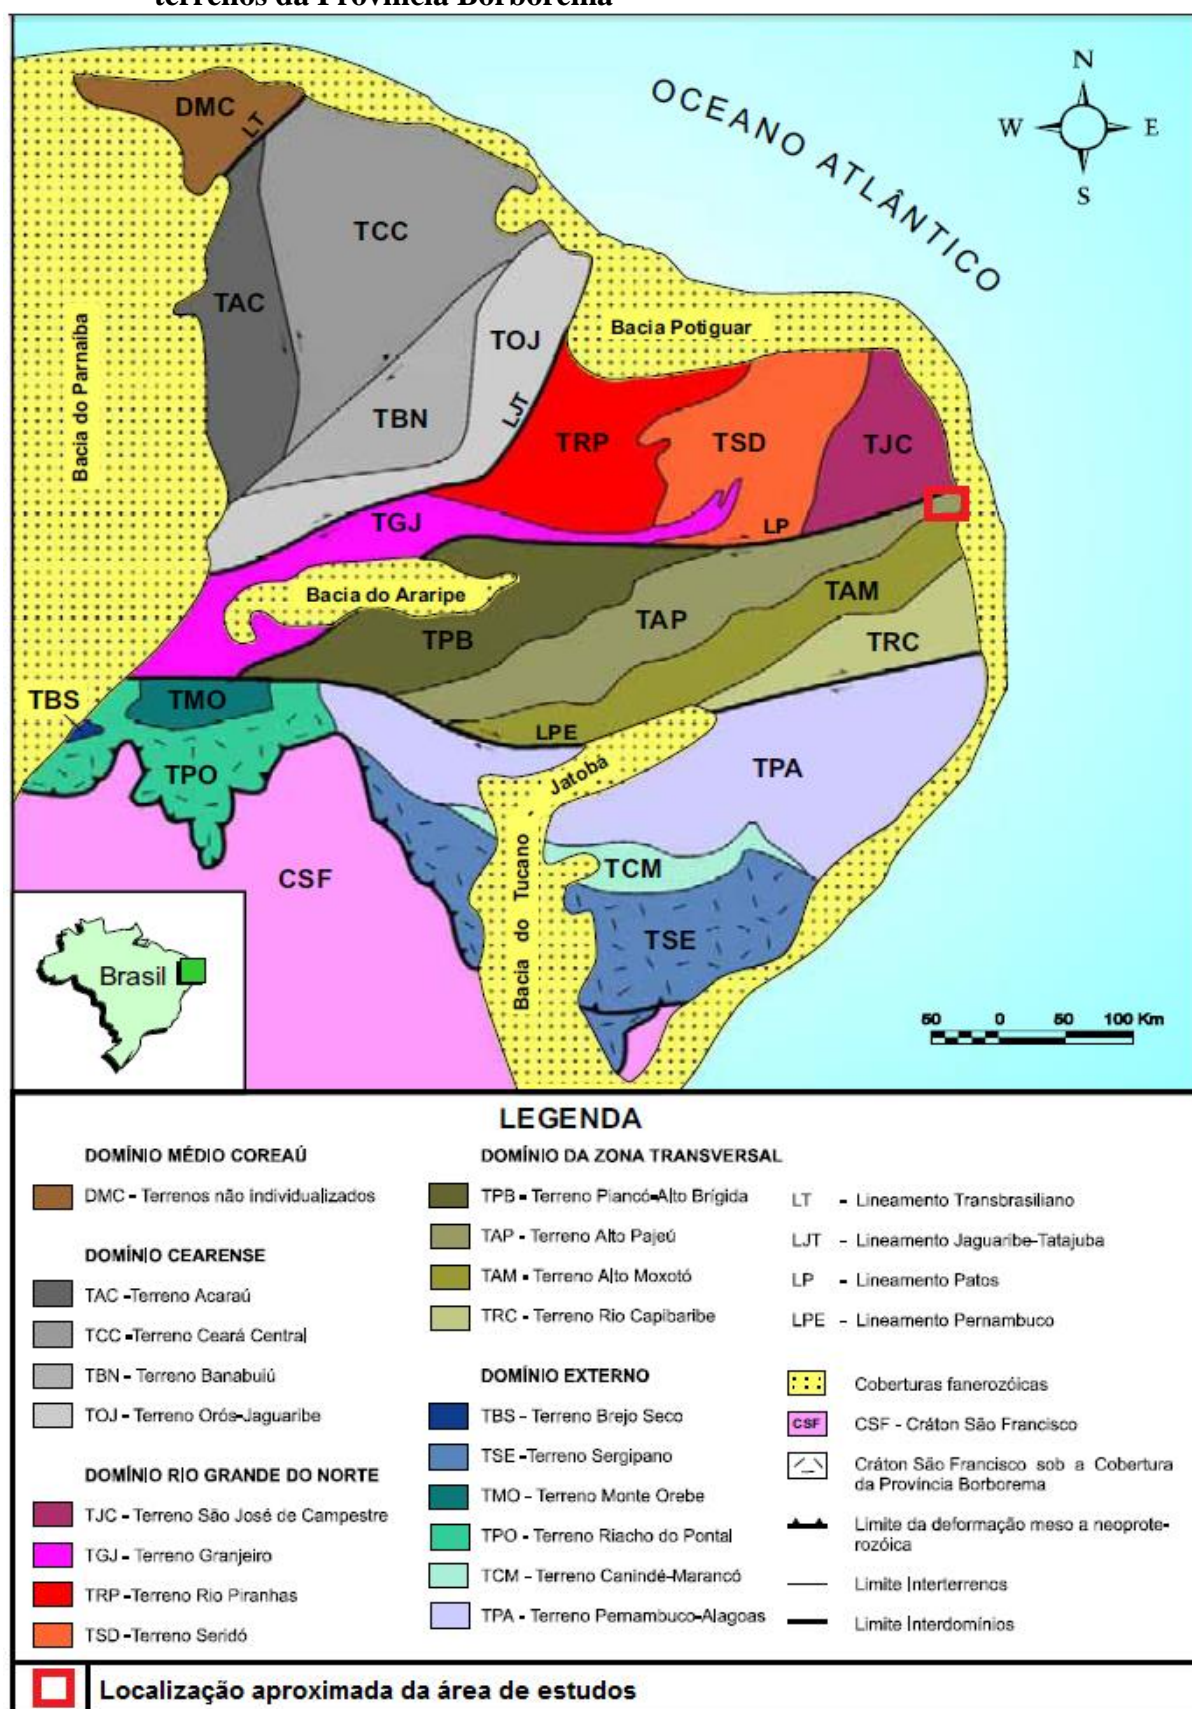 terrenos da Província Borborema
N
W
E
S
OCEANO ATLÂNTICO
DMC
LT
TCC
TAC
TOJ
Bacia Potiguar
Bacia do Parnaíba
TBN
LJT
TRP
TSD
TJC
TGJ
LP
Bacia do Araripe
TAM
TAP
TPB
TRC
TBS
TMO
LPE
TPO
Jatobá
TPA
CSF
TCM
Bacia do Tucano
TSE
Brasil
50 0 50 100 Km
LEGENDA
DOMÍNIO MÉDIO COREAÚ
DMC - Terrenos não individualizados
DOMÍNIO CEARENSE
TAC -Terreno Acaraú
TCC -Terreno Ceará Central
TBN - Terreno Banabuiú
TOJ - Terreno Orós-Jaguaribe
DOMÍNIO RIO GRANDE DO NORTE
TJC - Terreno São José de Campestre
TGJ - Terreno Granjeiro
TRP -Terreno Rio Piranhas
TSD -Terreno Seridó
DOMÍNIO DA ZONA TRANSVERSAL
TPB - Terreno Piancó-Alto Brígida
TAP - Terreno Alto Pajeú
TAM - Terreno Alto Moxotó
TRC - Terreno Rio Capibaribe
DOMÍNIO EXTERNO
TBS - Terreno Brejo Seco
TSE -Terreno Sergipano
TMO - Terreno Monte Orebe
TPO - Terreno Riacho do Pontal
TCM - Terreno Canindé-Marancó
TPA - Terreno Pernambuco-Alagoas
LT - Lineamento Transbrasiliano
LJT - Lineamento Jaguaribe-Tatajuba
LP - Lineamento Patos
LPE - Lineamento Pernambuco
Coberturas fanerozóicas
CSF CSF - Cráton São Francisco
Cráton São Francisco sob a Cobertura
da Província Borborema
Limite da deformação meso a neoprote-
rozóica
Limite Interterrenos
Limite Interdomínios
Localização aproximada da área de estudos